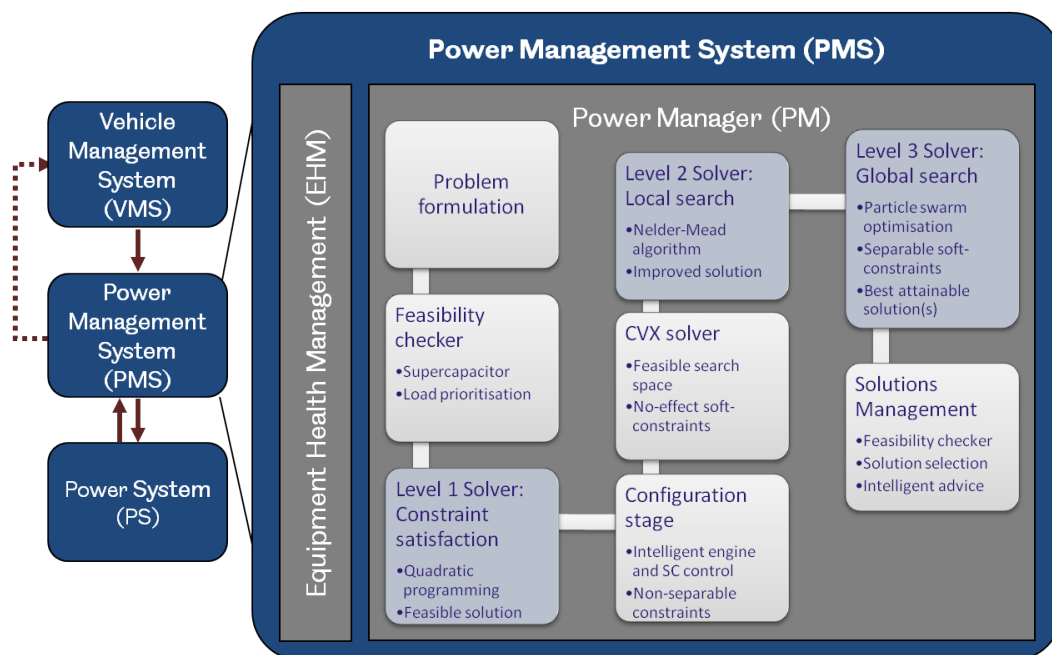 Power Management System (PMS)
Vehicle
Management
System
(VMS)
Power
Management
System
(PMS)
Power System
(PS)
Equipment Health Management (EHM)
Power Manager (PM)
Problem
formulation
Feasibility
checker
•Supercapacitor
•Load prioritisation
Level 1 Solver:
Constraint
satisfaction
•Quadratic
programming
•Feasible solution
Level 2 Solver:
Local search
•Nelder-Mead
algorithm
•Improved solution
CVX solver
•Feasible search
space
•No-effect soft-
constraints
Configuration
stage
•Intelligent engine
and SC control
•Non-separable
constraints
Level 3 Solver:
Global search
•Particle swarm
optimisation
•Separable soft-
constraints
•Best attainable
solution(s)
Solutions
Management
•Feasibility checker
•Solution selection
•Intelligent advice